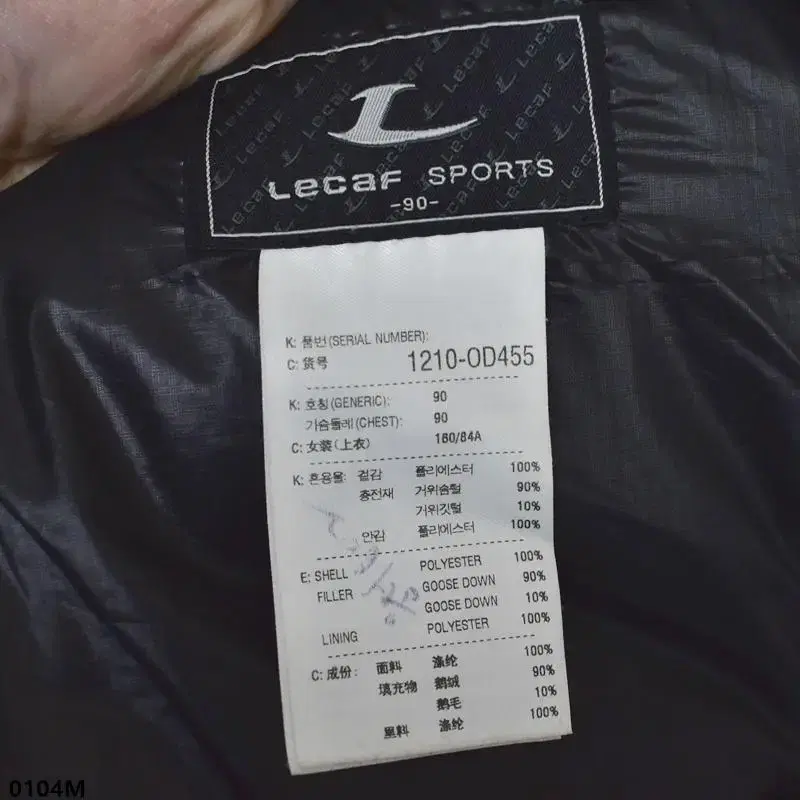 Lecaf SPORTS
-90-
K: 품번(SERIAL NUMBER):
C: 货号 1210-OD455
K: 호칭(GENERIC): 90
가슴둘레(CHEST): 90
C: 女装(上衣) 160/84A
K: 혼용율: 겉감 폴리에스터 100%
충전재 거위솜털 90%
거위깃털 10%
안감 폴리에스터 100%
E: SHELL POLYESTER 100%
FILLER GOOSE DOWN 90%
GOOSE DOWN 10%
LINING POLYESTER 100%
C: 成份: 面料 涤纶 100%
填充物 鹅绒 90%
鹅毛 10%
里料 涤纶 100%
0104M